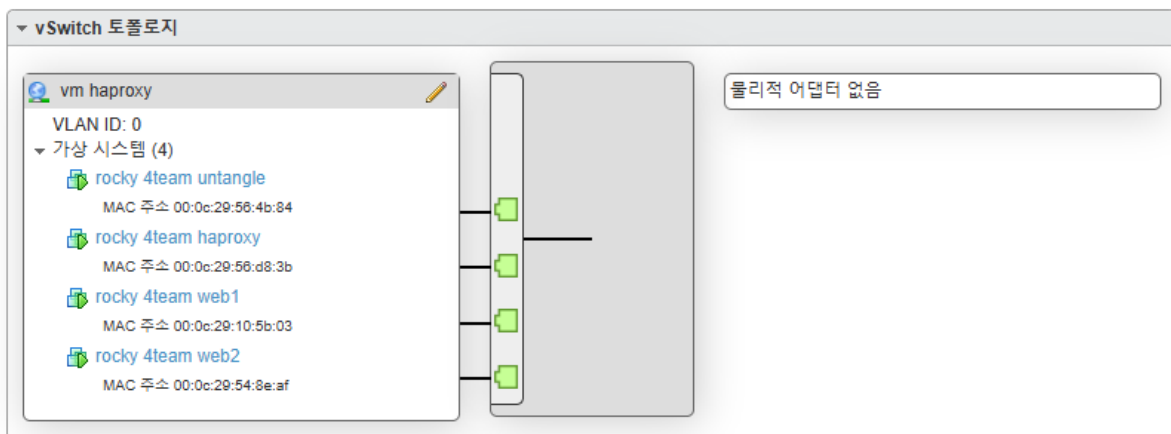 vSwitch 토폴로지
vm haproxy
물리적 어댑터 없음
VLAN ID: 0
가상 시스템 (4)
rocky 4team untangle
MAC 주소 00:0c:29:56:4b:84
rocky 4team haproxy
MAC 주소 00:0c:29:56:d8:3b
rocky 4team web1
MAC 주소 00:0c:29:10:5b:03
rocky 4team web2
MAC 주소 00:0c:29:54:8e:af